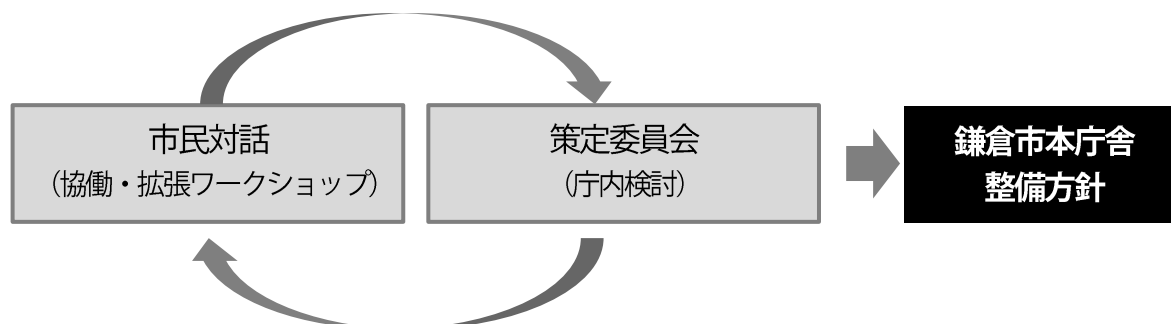 市民対話
（協働・拡張ワークショップ）
策定委員会
（庁内検討）
鎌倉市本庁舎
整備方針